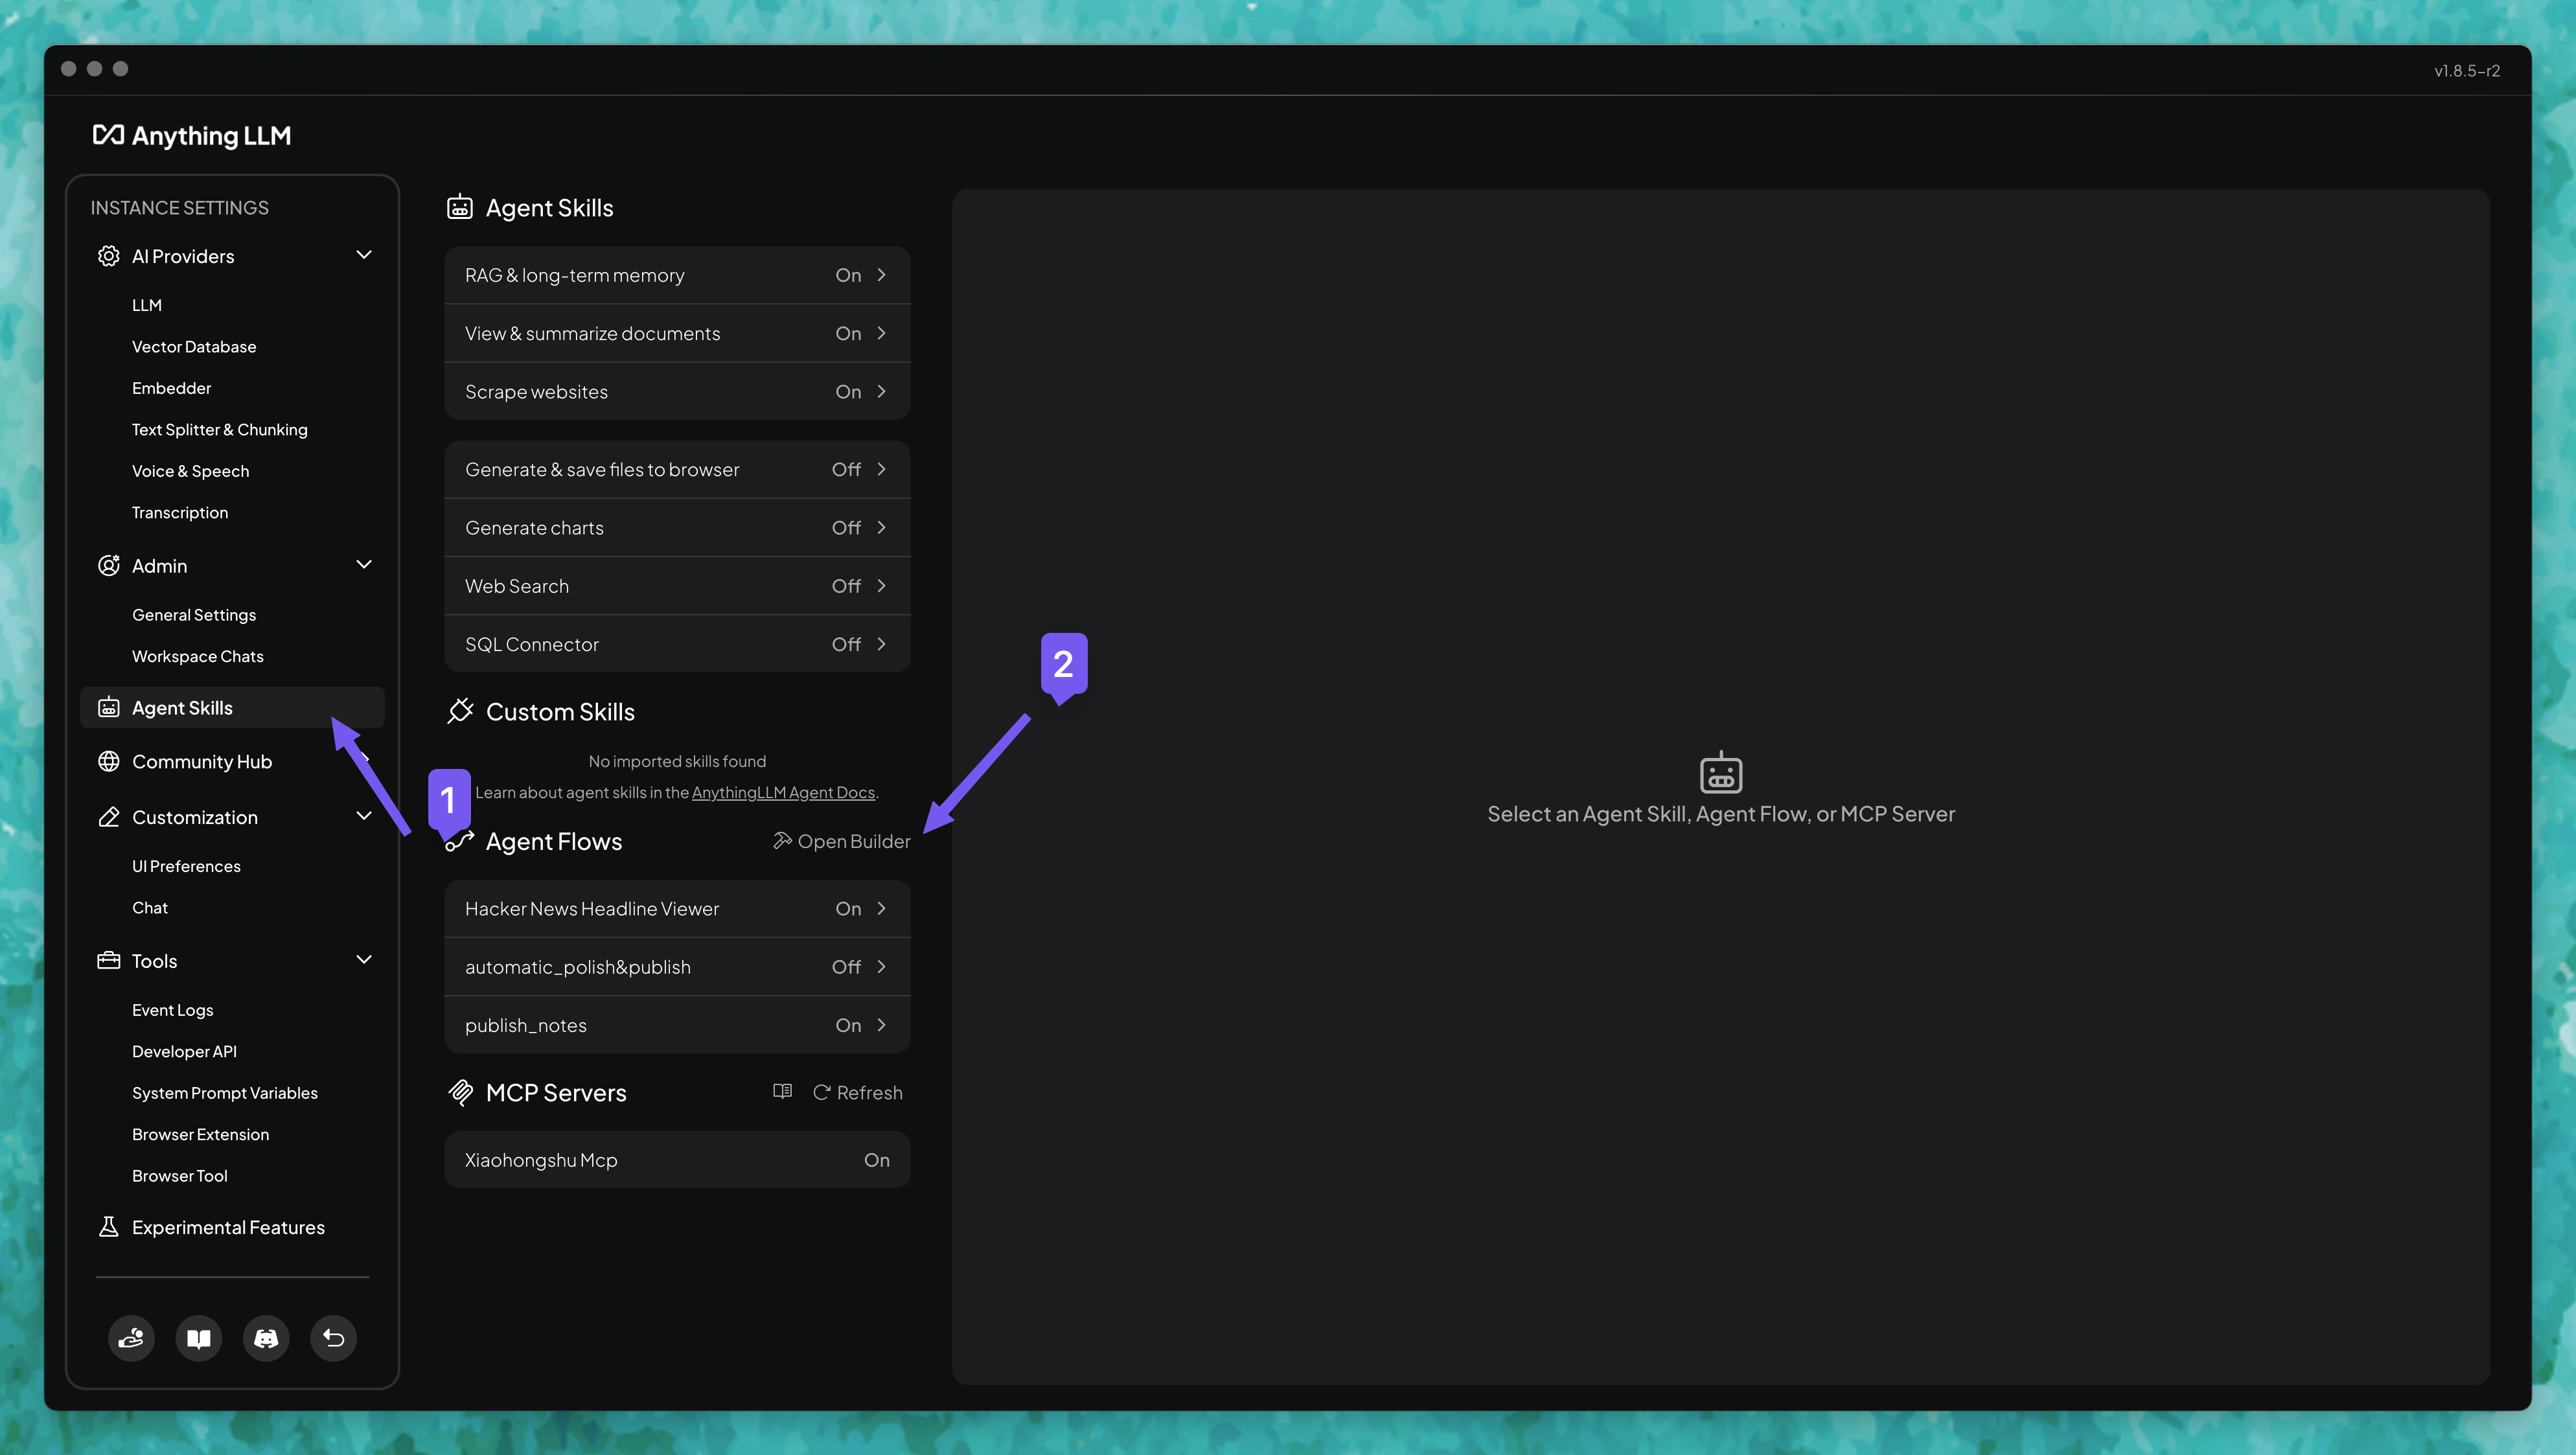 v1.8.5-r2
Anything LLM
INSTANCE SETTINGS
AI Providers
LLM
Vector Database
Embedder
Text Splitter & Chunking
Voice & Speech
Transcription
Admin
General Settings
Workspace Chats
Agent Skills
Community Hub
Customization
UI Preferences
Chat
Tools
Event Logs
Developer API
System Prompt Variables
Browser Extension
Browser Tool
Experimental Features
Agent Skills
RAG & long-term memory On
View & summarize documents On
Scrape websites On
Generate & save files to browser Off
Generate charts Off
Web Search Off
SQL Connector Off
Custom Skills
No imported skills found
Learn about agent skills in the AnythingLLM Agent Docs.
1
2
Agent Flows Open Builder
Hacker News Headline Viewer On
automatic_polish&publish Off
publish_notes On
MCP Servers Refresh
Xiaohongshu Mcp On
Select an Agent Skill, Agent Flow, or MCP Server